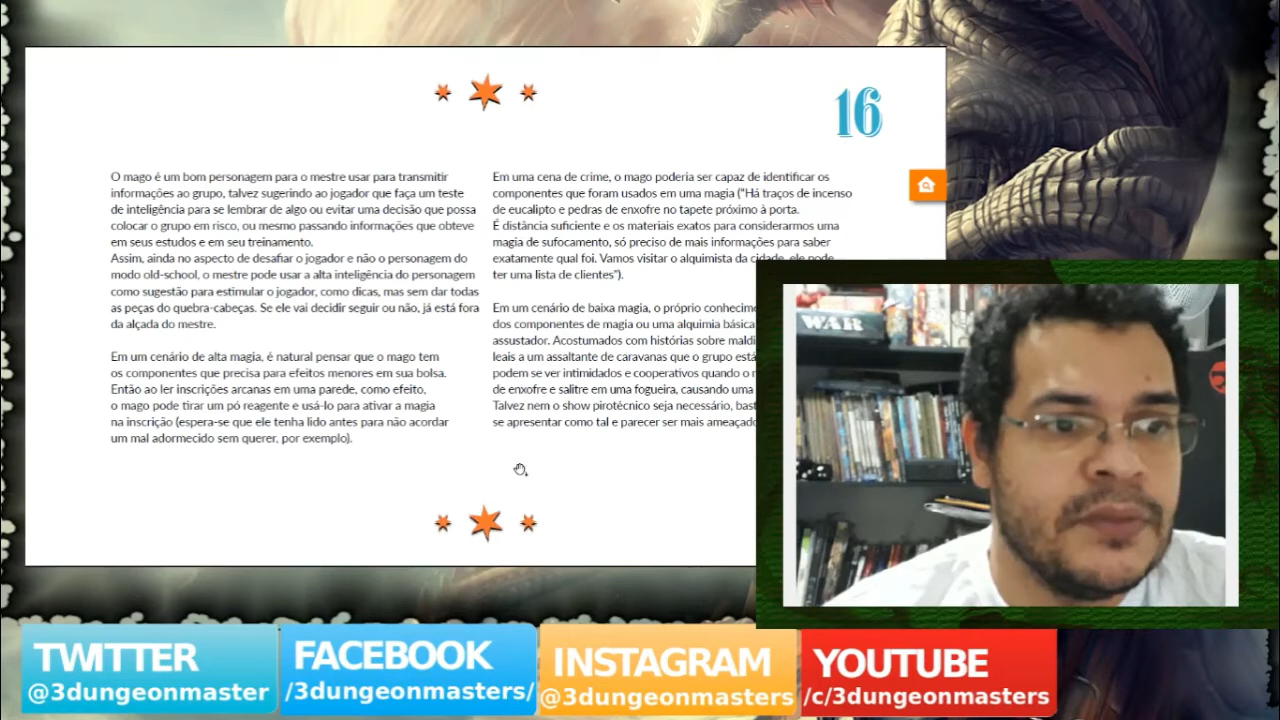 16
O mago é um bom personagem para o mestre usar para transmitir
informações ao grupo, talvez sugerindo ao jogador que faça um teste
de inteligência para se lembrar de algo ou evitar uma decisão que possa
colocar o grupo em risco, ou mesmo passando informações que obteve
em seus estudos e em seu treinamento.
Assim, ainda no aspecto de desafiar o jogador e não o personagem do
modo old-school, o mestre pode usar a alta inteligência do personagem
como sugestão para estimular o jogador, como dicas, mas sem dar todas
as peças do quebra-cabeças. Se ele vai decidir seguir ou não, já está fora
da alçada do mestre.
Em um cenário de alta magia, é natural pensar que o mago tem
os componentes que precisa para efeitos menores em sua bolsa.
Então ao ler inscrições arcanas em uma parede, como efeito,
o mago pode tirar um pó reagente e usá-lo para ativar a magia
na inscrição (espera-se que ele tenha lido antes para não acordar
um mal adormecido sem querer, por exemplo).
Em uma cena de crime, o mago poderia ser capaz de identificar os
componentes que foram usados em uma magia ("Há traços de incenso
de eucalipto e pedras de enxofre no tapete próximo à porta.
É distância suficiente e os materiais exatos para considerarmos uma
magia de sufocamento, só preciso de mais informações para saber
exatamente qual foi. Vamos visitar o alquimista da cidade, ele pode
ter uma lista de clientes").
Em um cenário de baixa magia, o próprio conhecime
dos componentes de magia ou uma alquimia básica
assustador. Acostumados com histórias sobre maldi
leais a um assaltante de caravanas que o grupo está
podem se ver intimidados e cooperativos quando o
de enxofre e salitre em uma fogueira, causando uma
Talvez nem o show pirotécnico seja necessário, bast
se apresentar como tal e parecer ser mais ameaçado
WAR
TWITTER
@3dungeonmaster
FACEBOOK
/3dungeonmasters/
INSTAGRAM
@3dungeonmasters
YOUTUBE
/c/3dungeonmasters